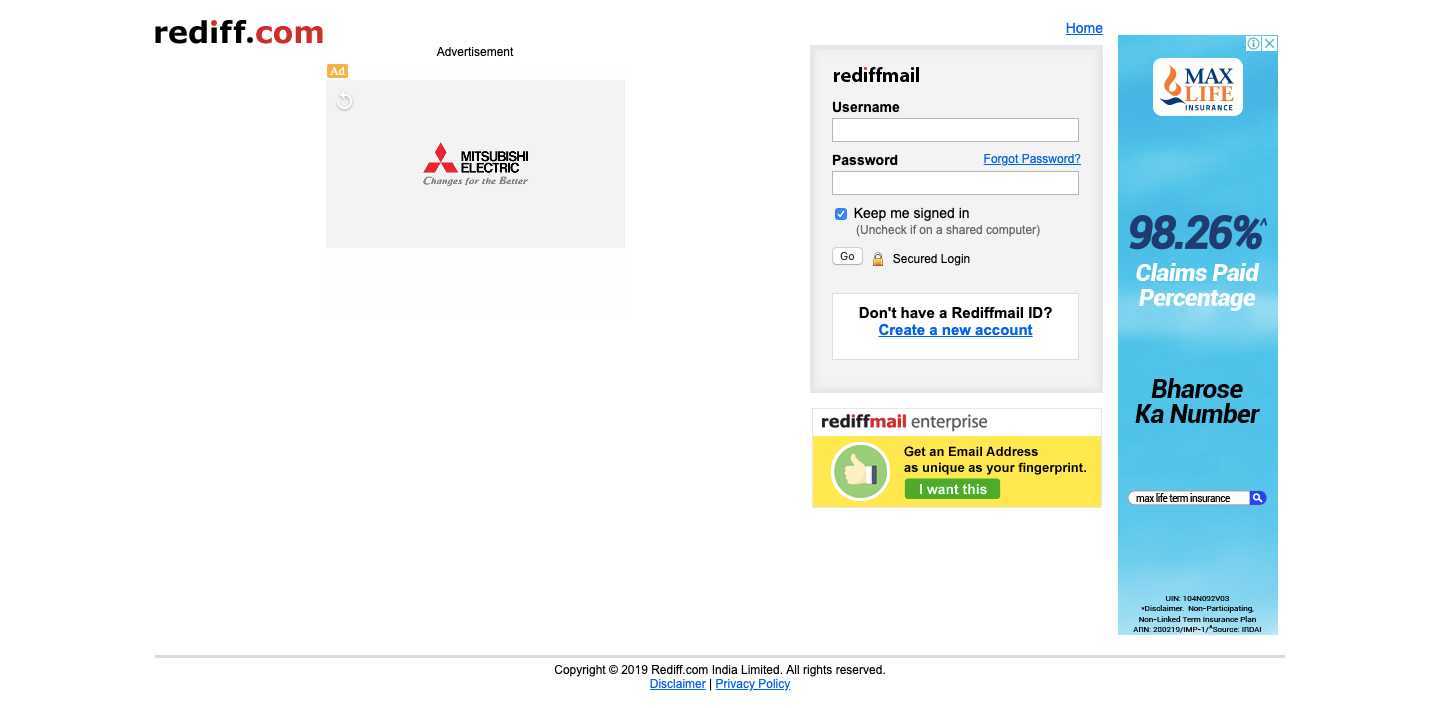 rediff.com
Home
Advertisement
Ad
MITSUBISHI
ELECTRIC
Changes for the Better
rediffmail
Username
Password
Forgot Password?
Keep me signed in
(Uncheck if on a shared computer)
Go
Secured Login
Don't have a Rediffmail ID?
Create a new account
rediffmail enterprise
Get an Email Address
as unique as your fingerprint.
I want this
MAX
LIFE
INSURANCE
98.26%^
Claims Paid
Percentage
Bharose
Ka Number
max life term insurance
UIN: 104N092V03
*Disclaimer. Non-Participating,
Non-Linked Term Insurance Plan
ARN: 280219/IMP-1/^Source: IRDAI
Copyright © 2019 Rediff.com India Limited. All rights reserved.
Disclaimer | Privacy Policy